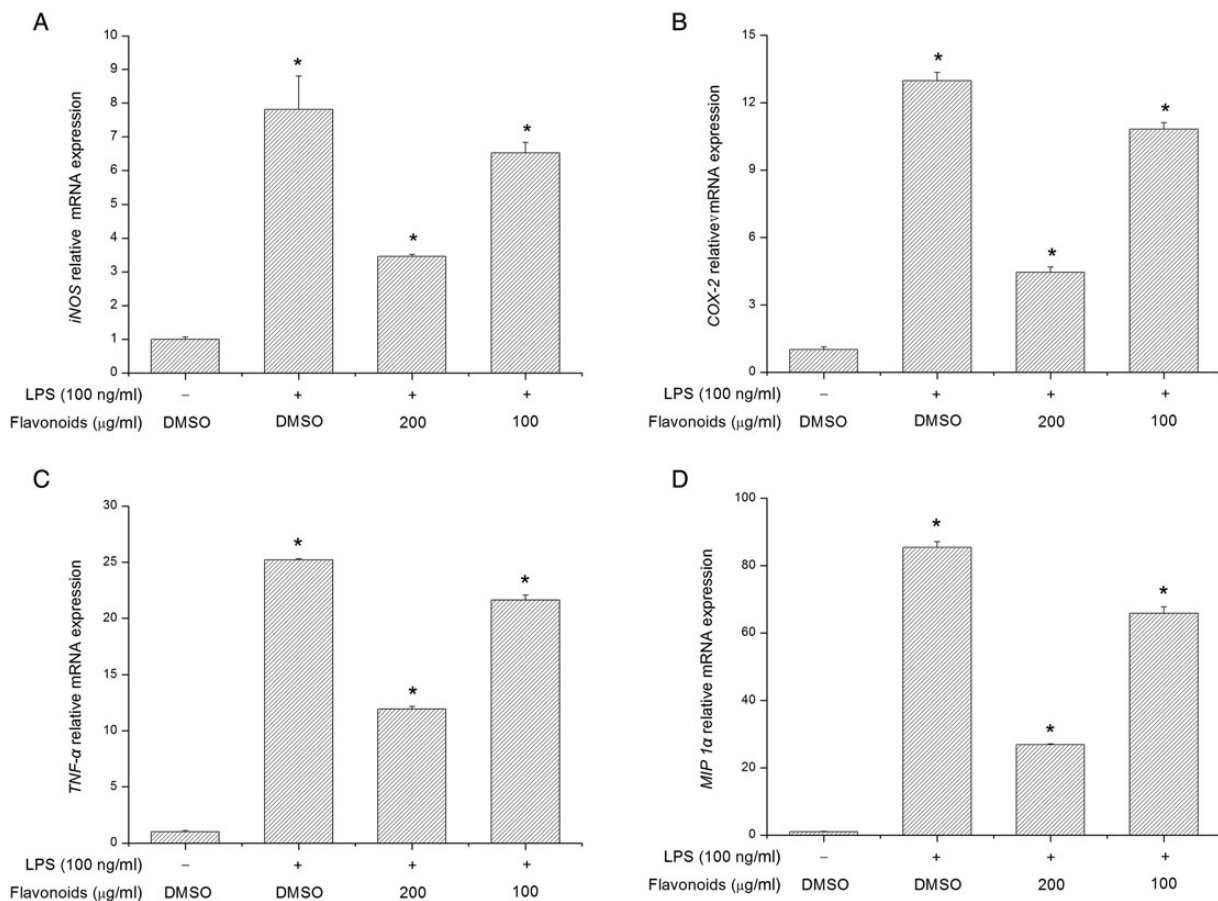 A
iNOS relative mRNA expression
10
9
8
7
6
5
4
3
2
1
0
* * *
LPS (100 ng/ml) – + + +
Flavonoids (μg/ml) DMSO DMSO 200 100
B
COX-2 relative v mRNA expression
15
12
9
6
3
0
* * *
LPS (100 ng/ml) – + + +
Flavonoids (μg/ml) DMSO DMSO 200 100
C
TNF-α relative mRNA expression
30
25
20
15
10
5
0
* * *
LPS (100 ng/ml) – + + +
Flavonoids (μg/ml) DMSO DMSO 200 100
D
MIP 1α relative mRNA expression
100
80
60
40
20
0
* * *
LPS (100 ng/ml) – + + +
Flavonoids (μg/ml) DMSO DMSO 200 100